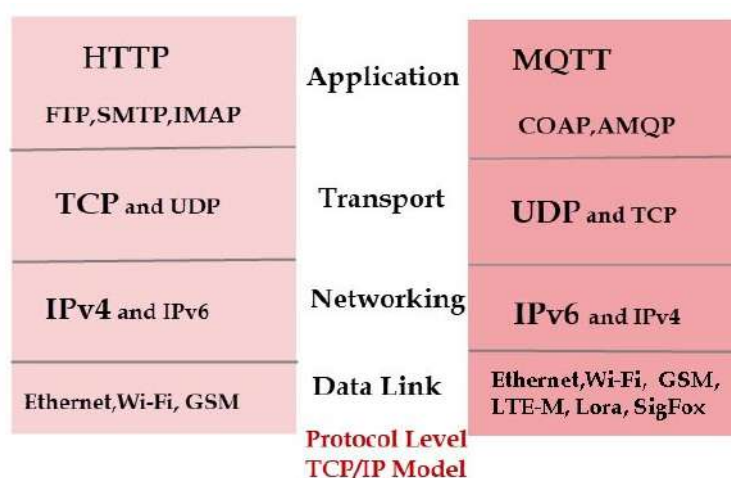 HTTP
FTP,SMTP,IMAP
Application
MQTT
COAP,AMQP
TCP and UDP
Transport
UDP and TCP
IPv4 and IPv6
Networking
IPv6 and IPv4
Ethernet,Wi-Fi, GSM
Data Link
Ethernet,Wi-Fi, GSM,
LTE-M, Lora, SigFox
Protocol Level
TCP/IP Model